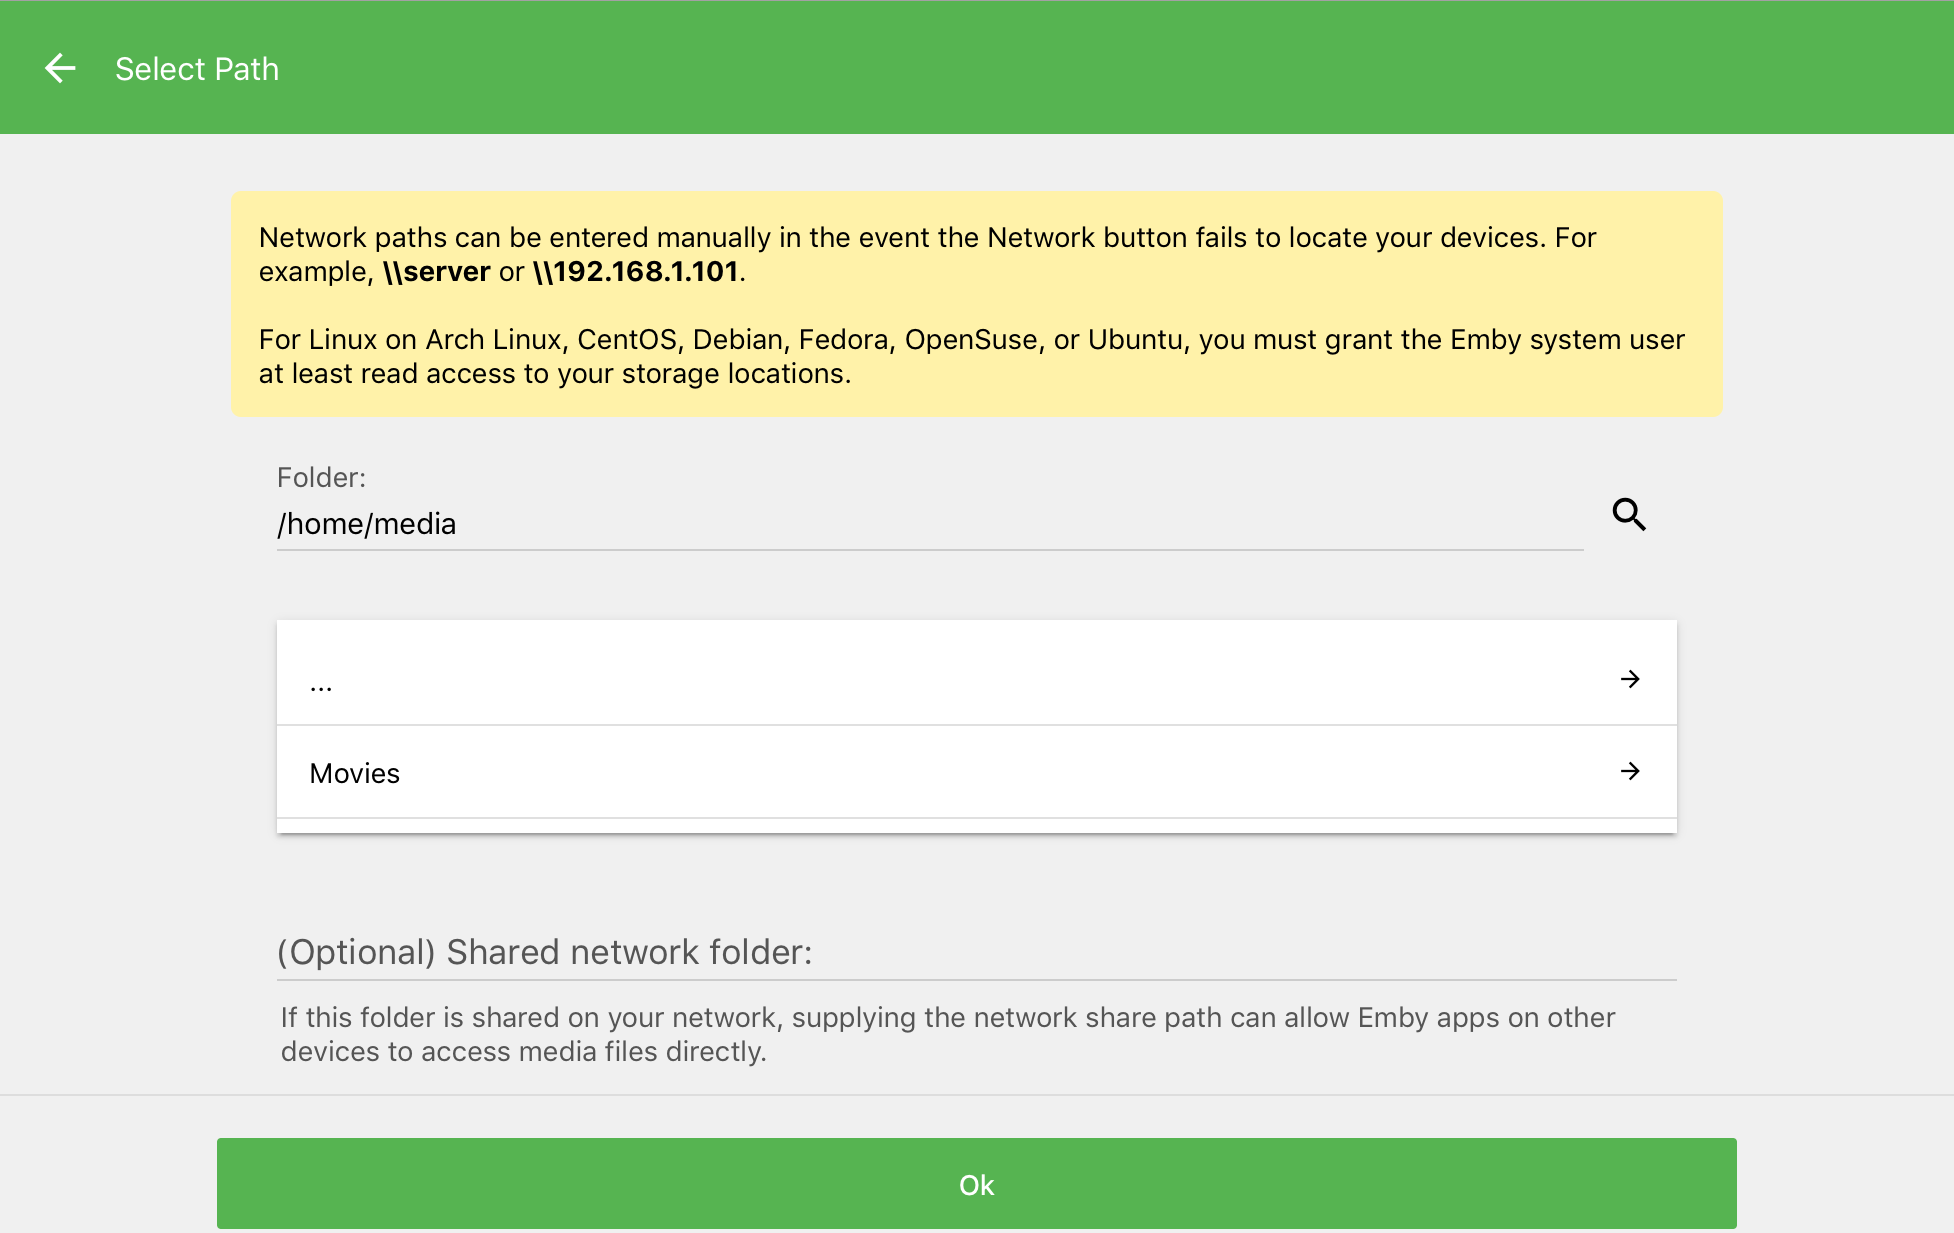 Select Path
Network paths can be entered manually in the event the Network button fails to locate your devices. For
example, \\server or \\192.168.1.101.
For Linux on Arch Linux, CentOS, Debian, Fedora, OpenSuse, or Ubuntu, you must grant the Emby system user
at least read access to your storage locations.
Folder:
/home/media
...
Movies
(Optional) Shared network folder:
If this folder is shared on your network, supplying the network share path can allow Emby apps on other
devices to access media files directly.
Ok